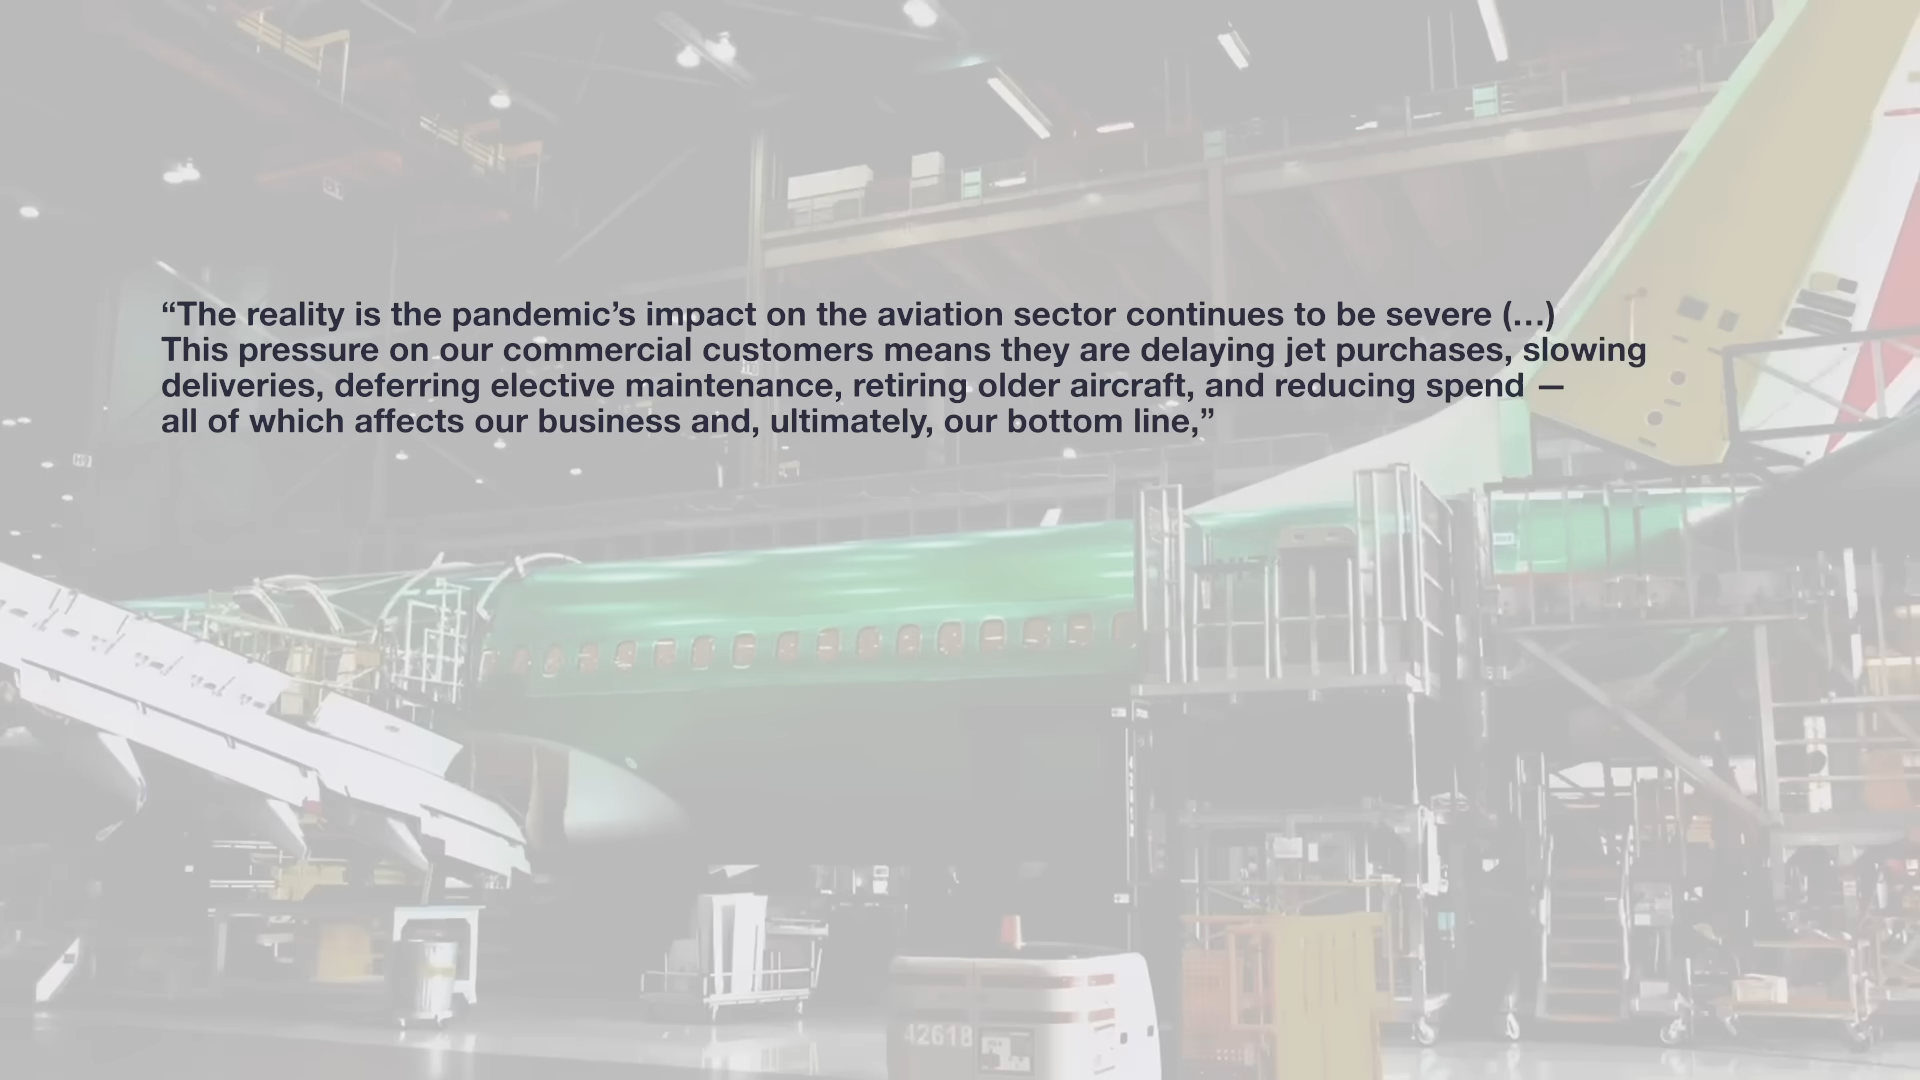 “The reality is the pandemic’s impact on the aviation sector continues to be severe (...)
This pressure on our commercial customers means they are delaying jet purchases, slowing
deliveries, deferring elective maintenance, retiring older aircraft, and reducing spend —
all of which affects our business and, ultimately, our bottom line,”
42618